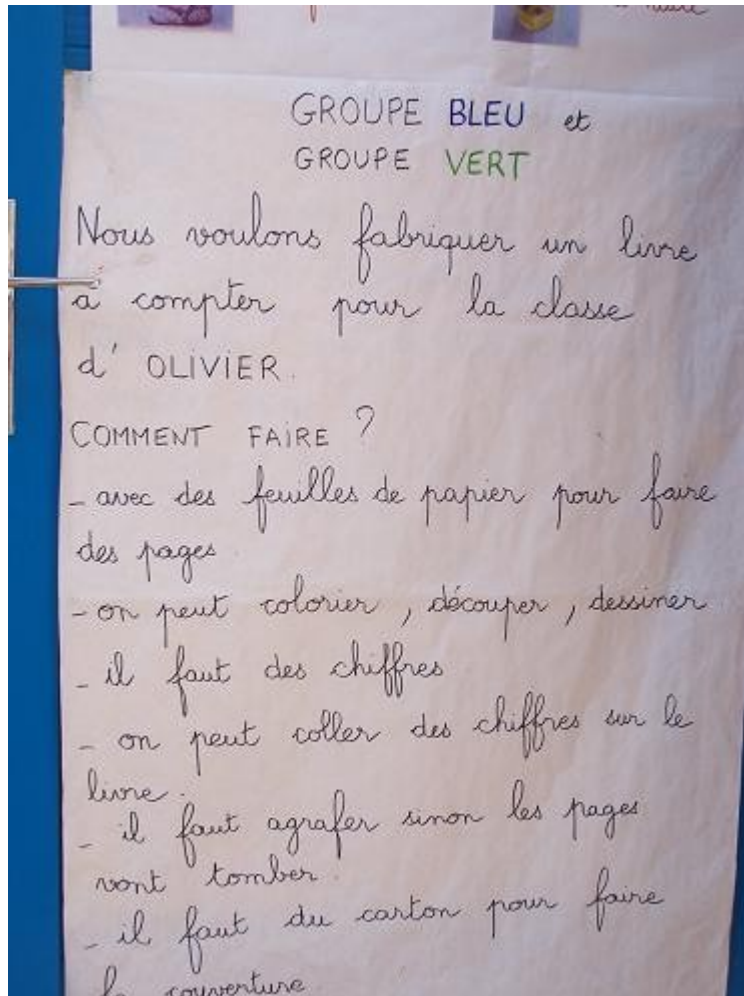 GROUPE BLEU et
GROUPE VERT
Nous voulons fabriquer un livre
à compter pour la classe
d' OLIVIER.
COMMENT FAIRE ?
- avec des feuilles de papier pour faire
des pages
- on peut colorier, découper, dessiner
- il faut des chiffres
- on peut coller des chiffres sur le
livre.
- il faut agrafer sinon les pages
vont tomber.
- il faut du carton pour faire
la couverture